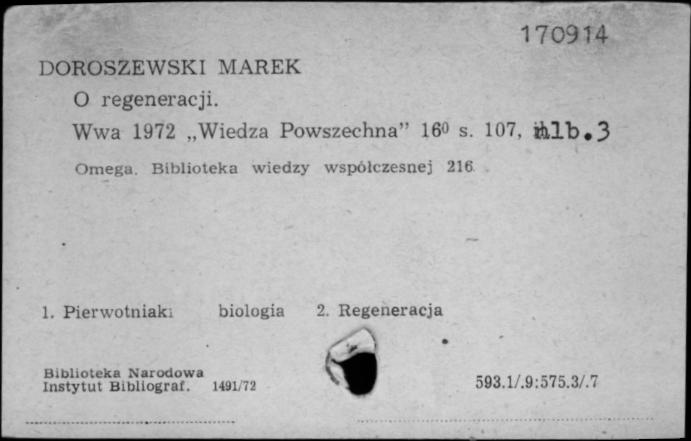 170914
DOROSZEWSKI MAREK
O regeneracji.
Wwa 1972 „Wiedza Powszechna” 16⁰ s. 107, nlb.3
Omega. Biblioteka wiedzy współczesnej 216
1. Pierwotniaki biologia 2. Regeneracja
Biblioteka Narodowa
Instytut Bibliograf. 1491/72
593.1/.9:575.3/.7